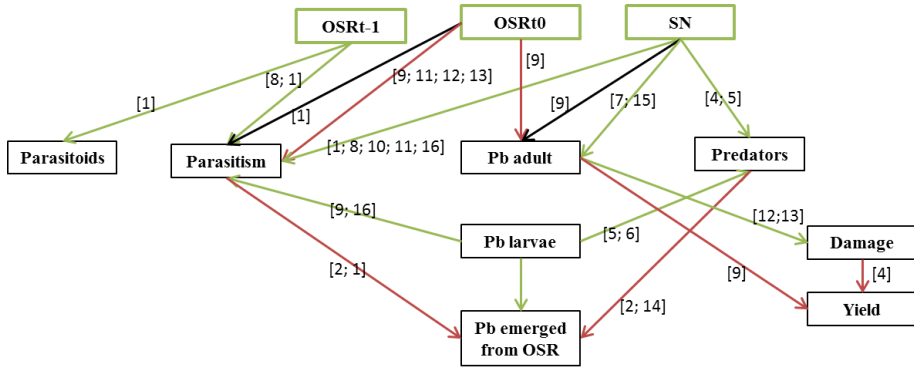 OSRt-1
OSRt0
SN
[9]
[8; 1]
[9; 11; 12; 13]
[9]
[7; 15]
[4; 5]
[1]
[1]
Parasitoids
Parasitism
[1; 8; 10; 11; 16]
Pb adult
Predators
[9; 16]
[12;13]
Pb larvae
[5; 6]
Damage
[2; 1]
[9]
[4]
[2; 14]
Yield
Pb emerged
from OSR